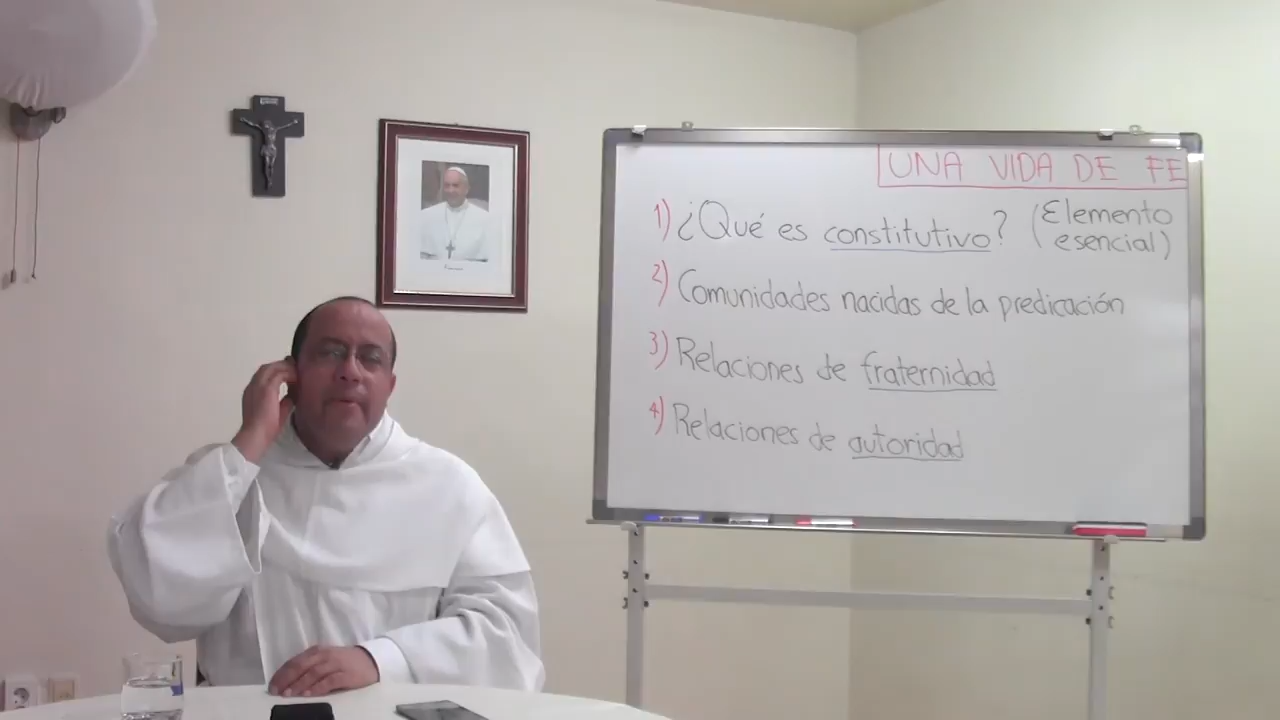 UNA VIDA DE FE
1) ¿Qué es constitutivo? (Elemento
esencial)
2) Comunidades nacidas de la predicación
3) Relaciones de fraternidad
4) Relaciones de autoridad